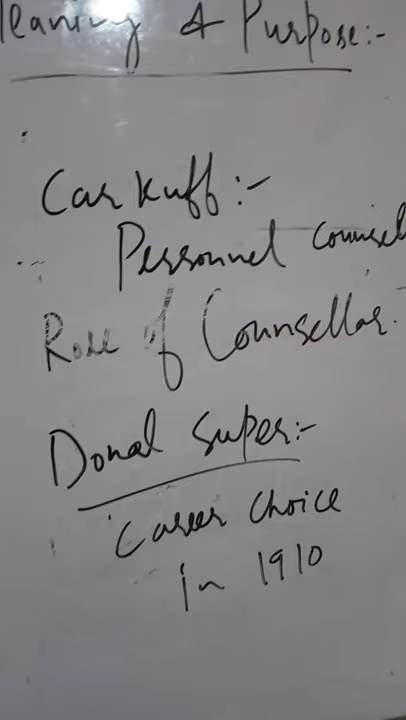 leaning & Purpose:-
Carkuff:-
Personnel Counsel
Role of Counsellor.
Donal Super:-
Career Choice
in 1910